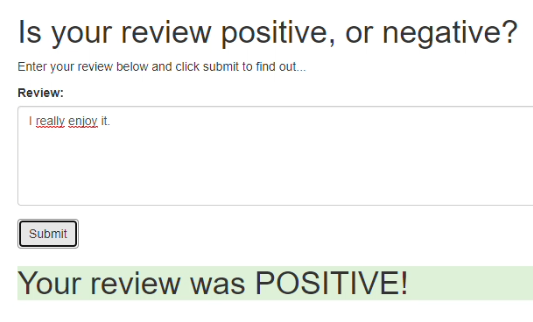 Is your review positive, or negative?
Enter your review below and click submit to find out...
Review:
I really enjoy it.
Submit
Your review was POSITIVE!